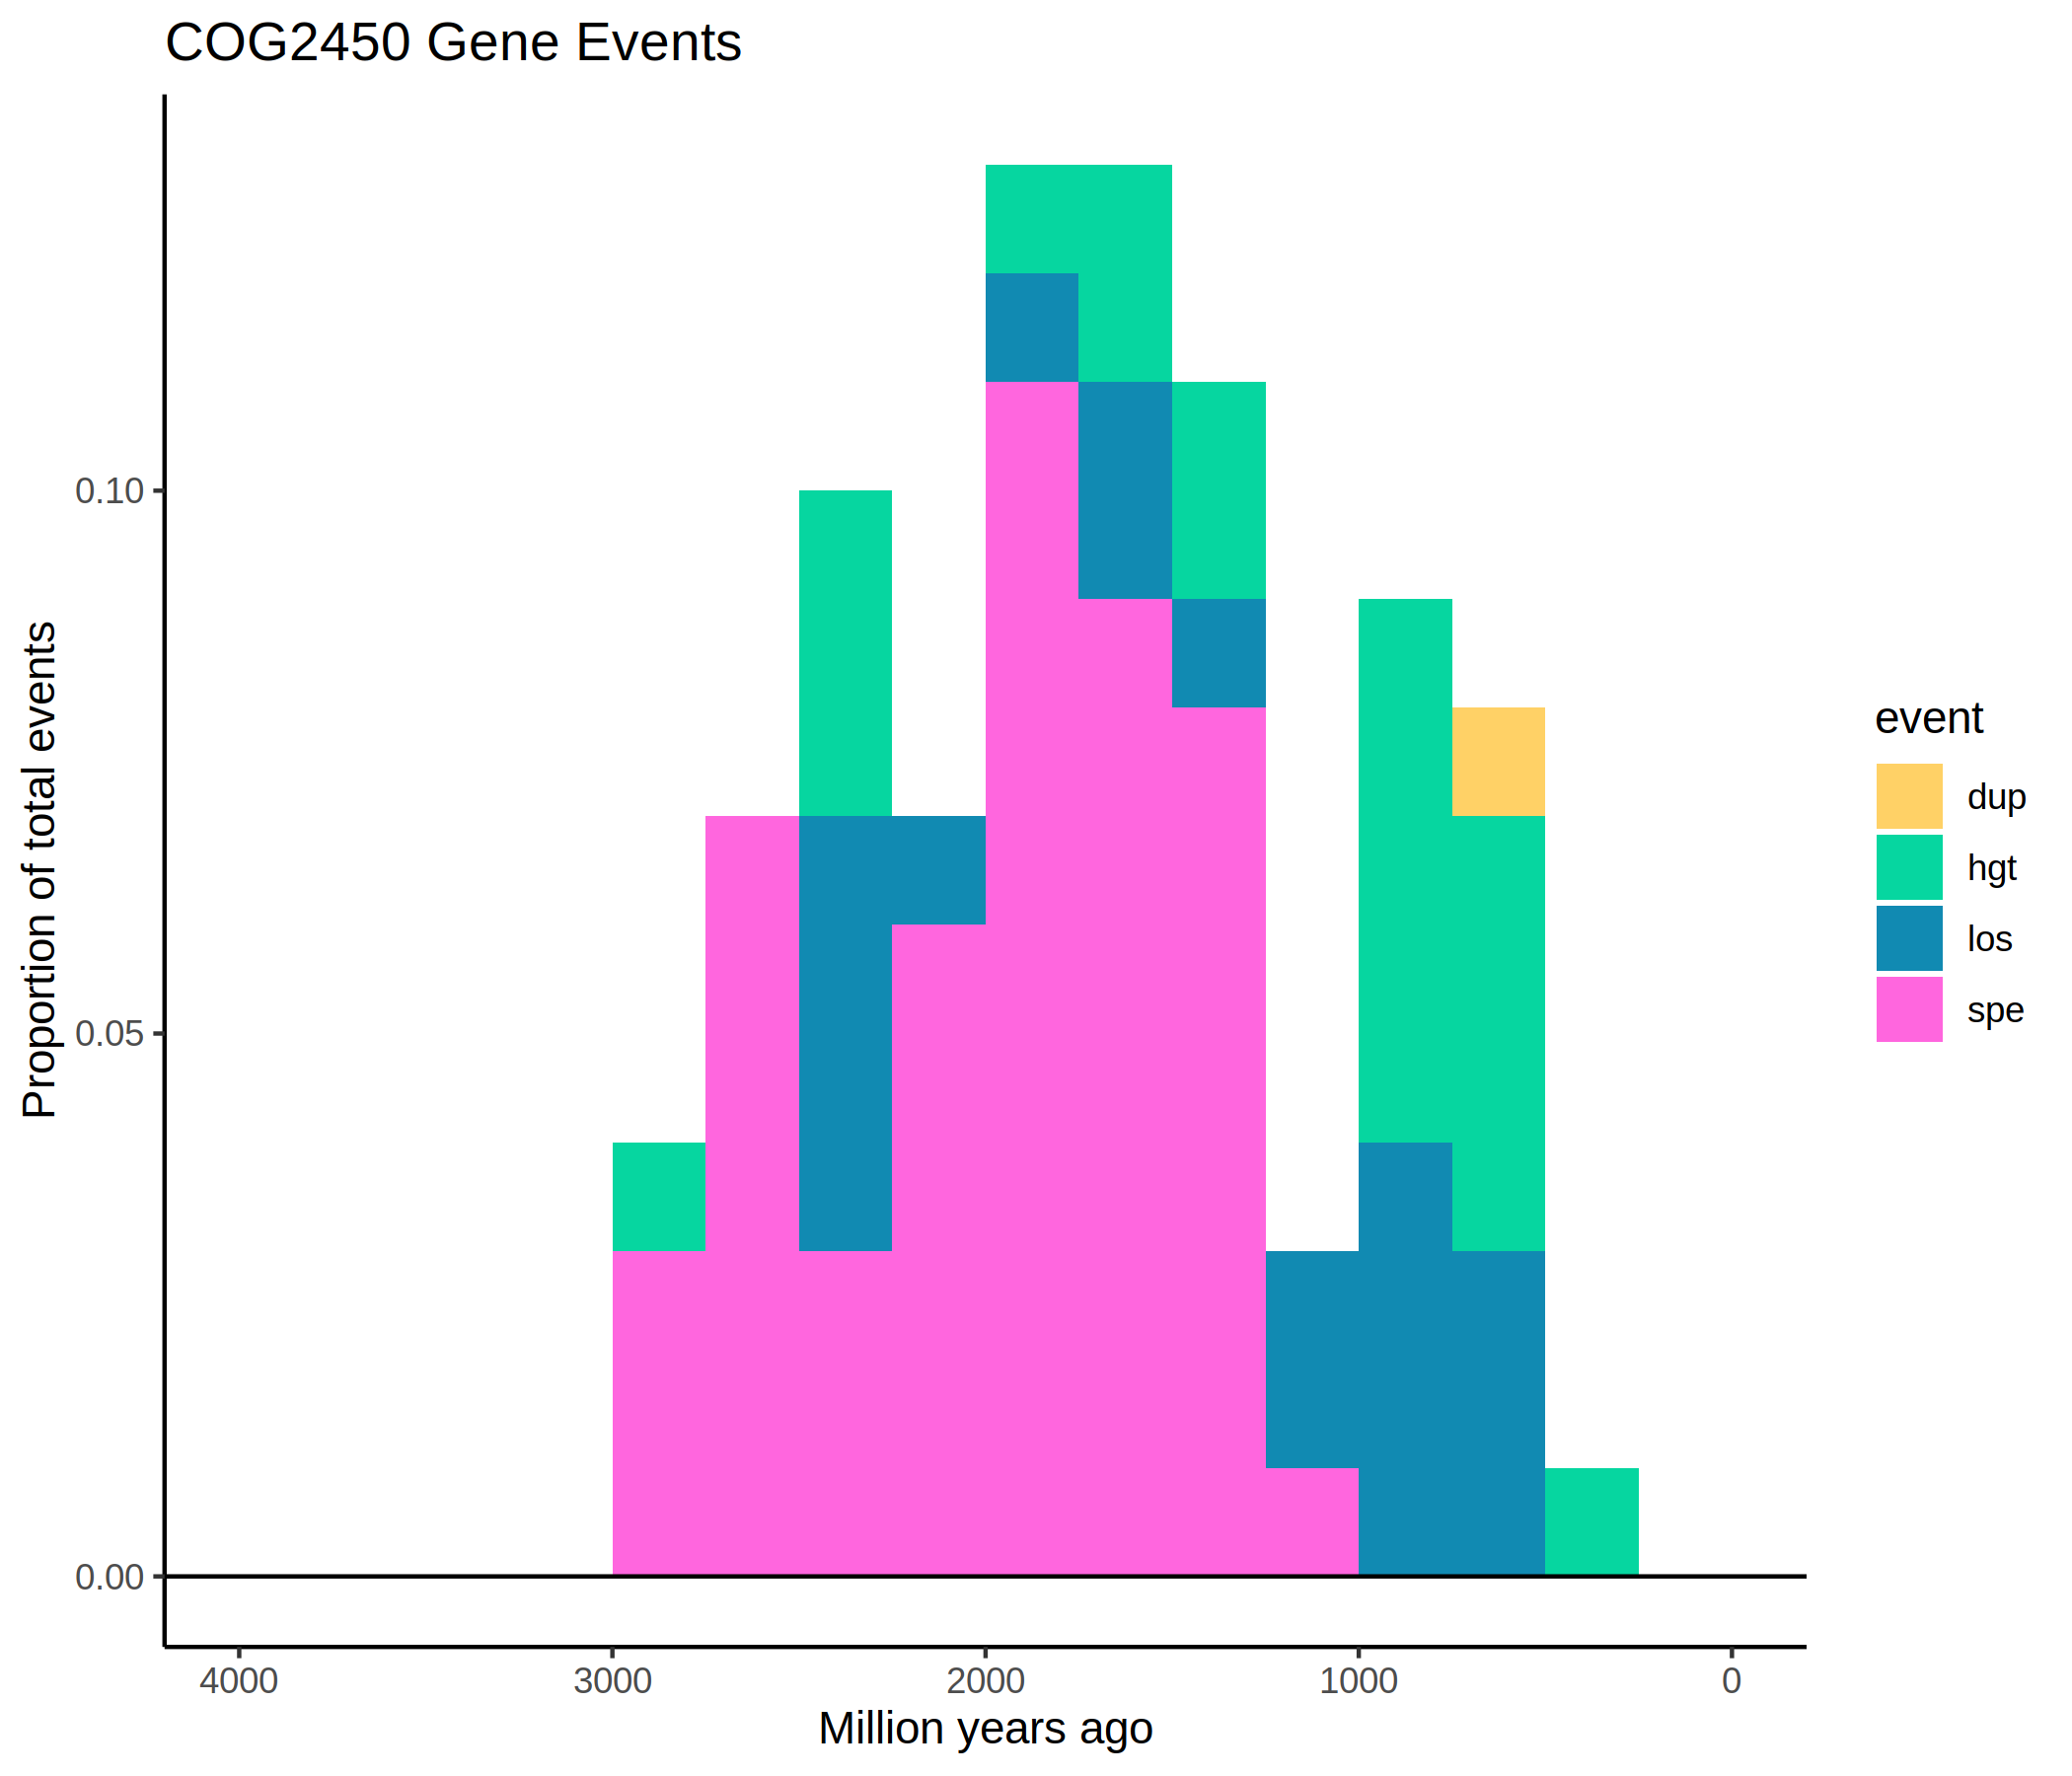 COG2450 Gene Events
Proportion of total events
0.10
0.05
0.00
4000 3000 2000 1000 0
Million years ago
event
dup
hgt
los
spe